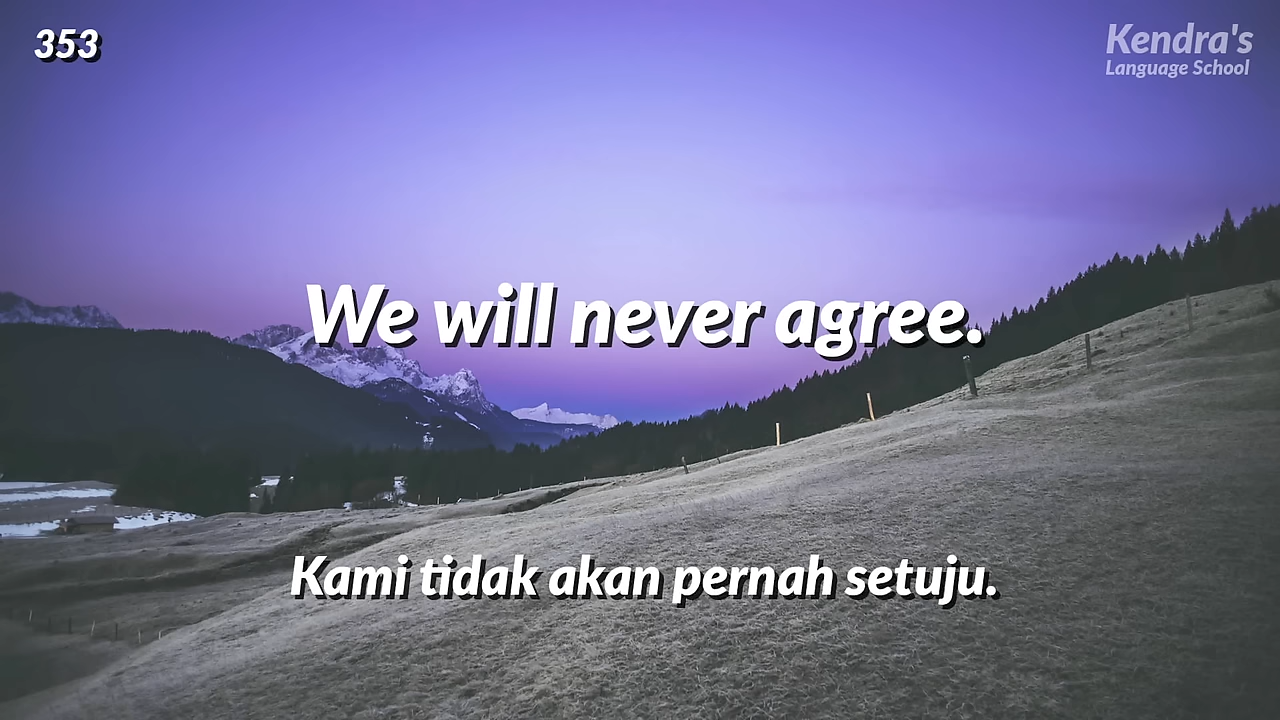 353
Kendra's
Language School
We will never agree.
Kami tidak akan pernah setuju.